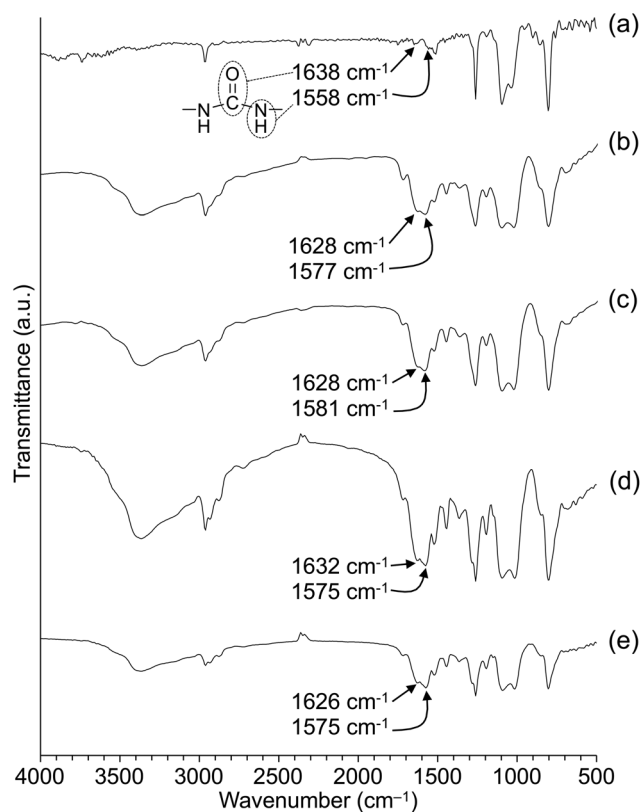 (a)
1638 cm⁻¹
1558 cm⁻¹
O
C
N
H
N
H
(b)
1628 cm⁻¹
1577 cm⁻¹
(c)
1628 cm⁻¹
1581 cm⁻¹
(d)
1632 cm⁻¹
1575 cm⁻¹
(e)
1626 cm⁻¹
1575 cm⁻¹
Transmittance (a.u.)
4000 3500 3000 2500 2000 1500 1000 500
Wavenumber (cm⁻¹)